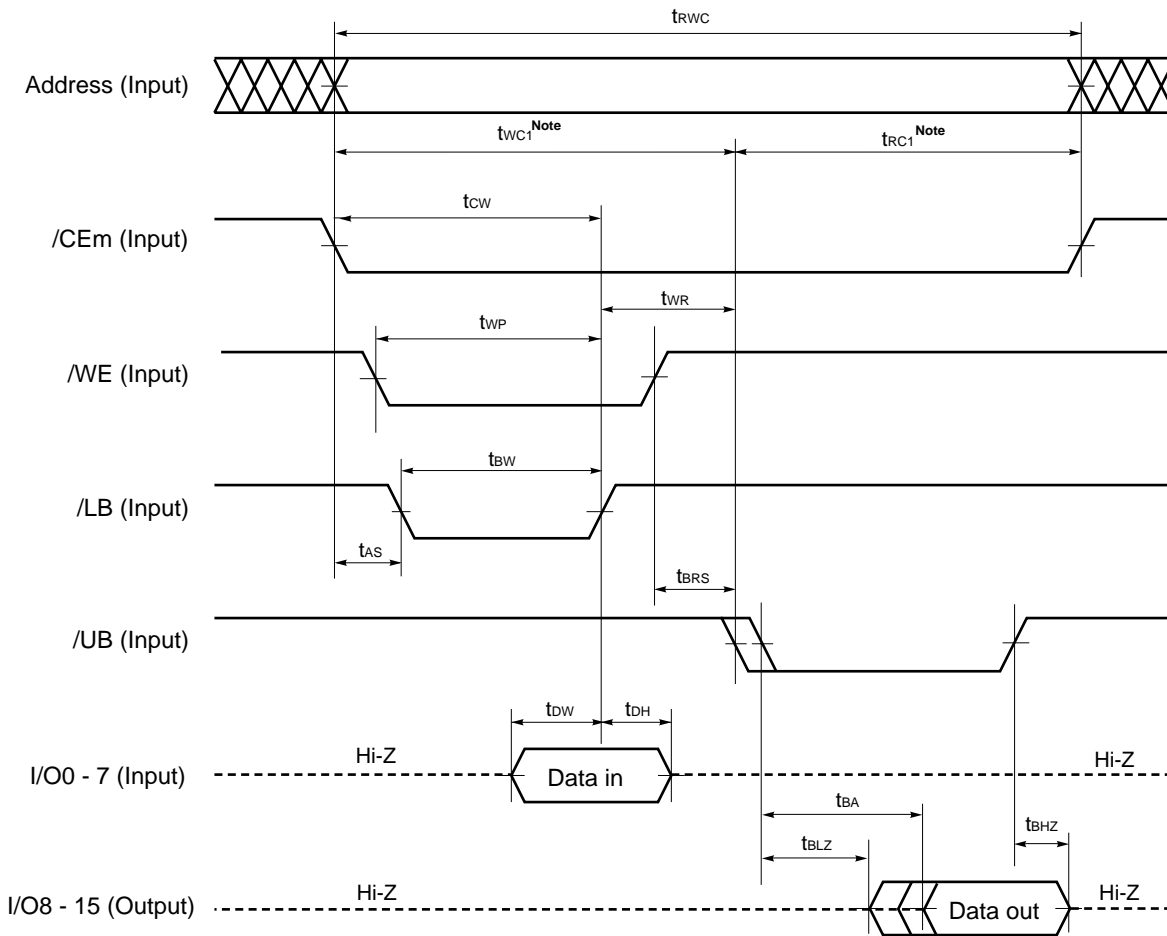 tRWC
Address (Input)
tWC1Note
tRC1Note
tCW
/CEm (Input)
tWR
tWP
/WE (Input)
tBW
/LB (Input)
tAS
tBRS
/UB (Input)
tDW
tDH
Hi-Z
Data in
Hi-Z
I/O0 - 7 (Input)
tBA
tBHZ
tBLZ
Hi-Z
Hi-Z
I/O8 - 15 (Output)
Data out